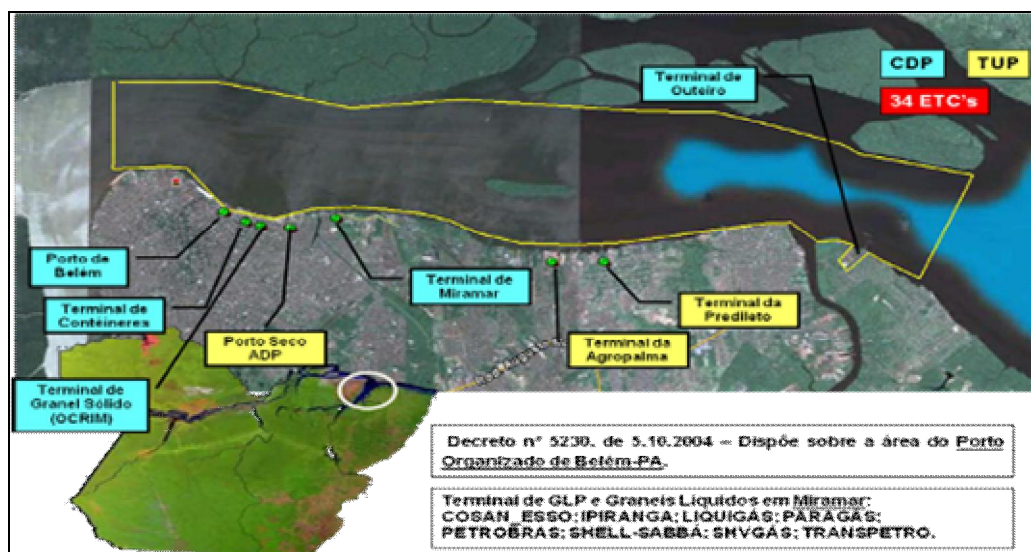 Terminal de
Outeiro
CDP
TUP
34 ETC's
Porto de
Belém
Terminal de
Contêineres
Porto Seco
ADP
Terminal de
Granel Sólido
(OCRIM)
Terminal de
Miramar
Terminal da
Agropalma
Terminal da
Predileto
Decreto nº 5230, de 5.10.2004 – Dispõe sobre a área do Porto
Organizado de Belém-PA.
Terminal de GLP e Graneis Líquidos em Miramar:
COSAN_ESSO; IPIRANGA; LIQUIGÁS; PARAGÁS;
PETROBRAS; SHELL-SABBÁ; SHVGÁS; TRANSPETRO.